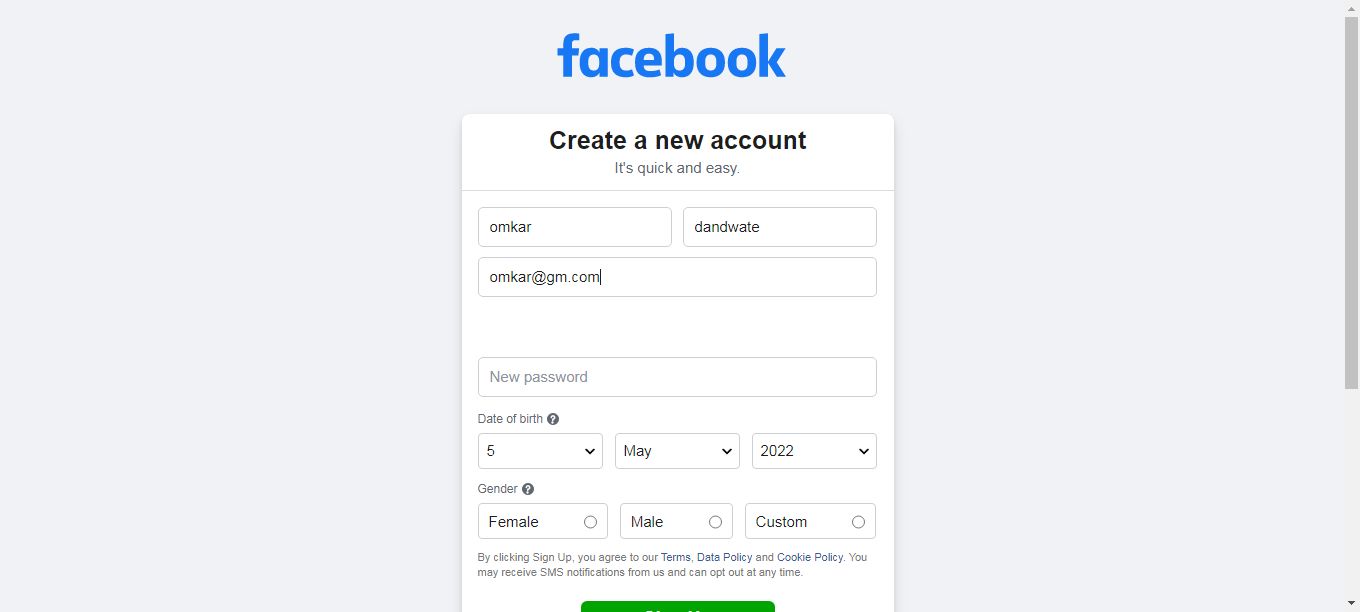 facebook
Create a new account
It's quick and easy.
omkar dandwate
omkar@gm.com
New password
Date of birth
5 May 2022
Gender
Female Male Custom
By clicking Sign Up, you agree to our Terms, Data Policy and Cookie Policy. You
may receive SMS notifications from us and can opt out at any time.